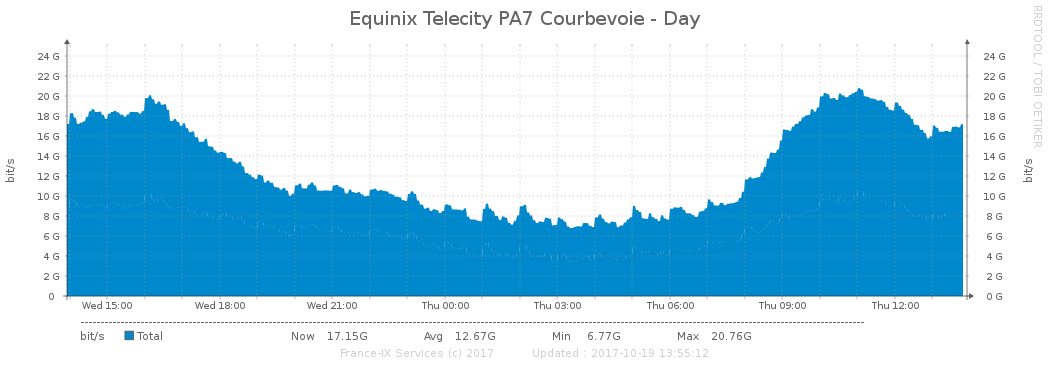 Equinix Telecity PA7 Courbevoie - Day
RRDTOOL / TOBI OETIKER
24 G 24 G
22 G 22 G
20 G 20 G
18 G 18 G
16 G 16 G
14 G 14 G
12 G 12 G
10 G 10 G
8 G 8 G
6 G 6 G
4 G 4 G
2 G 2 G
0 0 G
bit/s
bit/s
Wed 15:00 Wed 18:00 Wed 21:00 Thu 00:00 Thu 03:00 Thu 06:00 Thu 09:00 Thu 12:00
bit/s Total Now 17.15G Avg 12.67G Min 6.77G Max 20.76G
France-IX Services (c) 2017 Updated : 2017-10-19 13:55:12